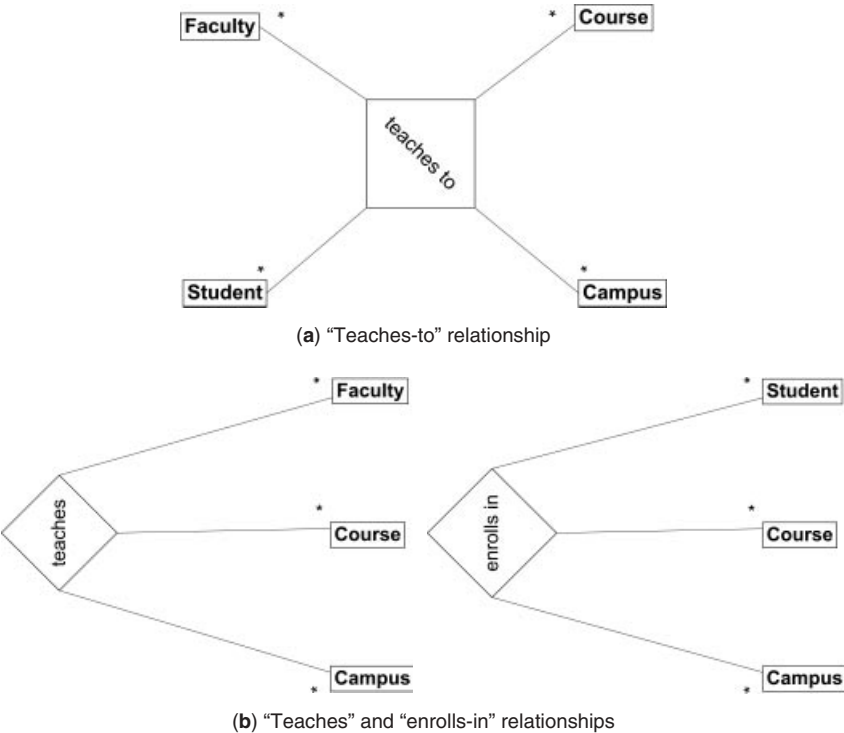 Faculty * * Course
teaches to
* *
Student Campus
(a) “Teaches-to” relationship
* Faculty * Student
teaches * Course enrolls in * Course
Campus Campus
* *
(b) “Teaches” and “enrolls-in” relationships